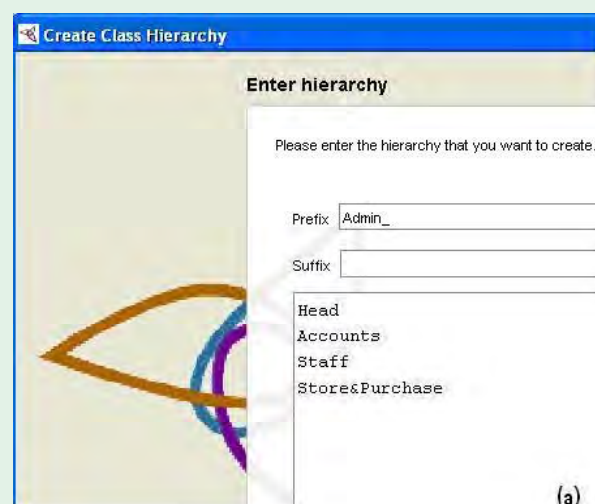 Create Class Hierarchy
Enter hierarchy
Please enter the hierarchy that you want to create.
Prefix Admin_
Suffix
Head
Accounts
Staff
Store&Purchase
(a)